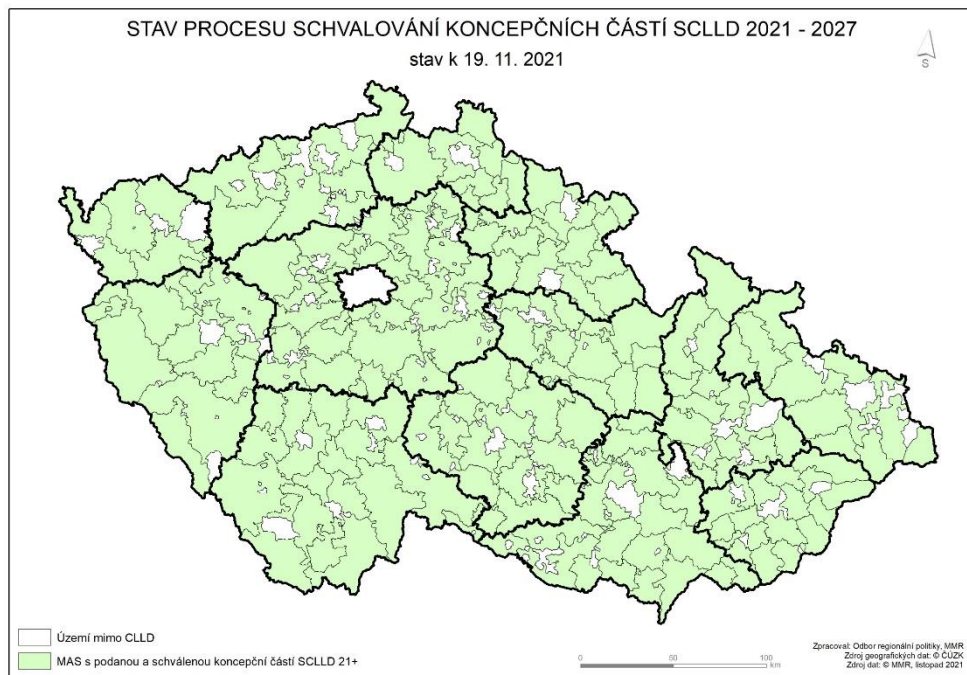 STAV PROCESU SCHVALOVÁNÍ KONCEPČNÍCH ČÁSTÍ SCLLD 2021 - 2027
stav k 19. 11. 2021
S
Území mimo CLLD
MAS s podanou a schválenou koncepční částí SCLLD 21+
0 50 100
km
Zpracoval: Odbor regionální politiky, MMR
Zdroj geografických dat: © ČÚZK
Zdroj dat: © MMR, listopad 2021